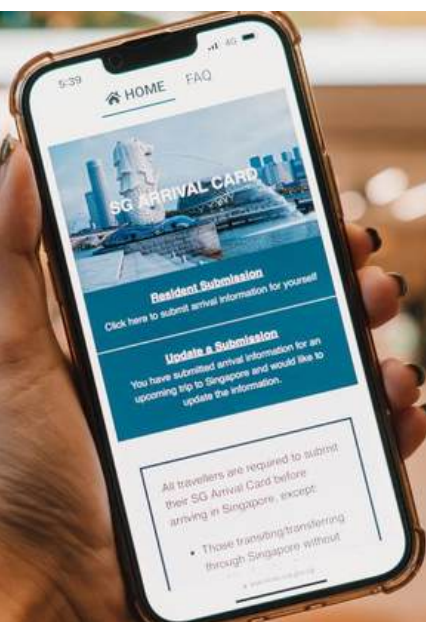 5:39
4G
HOME FAQ
SG ARRIVAL CARD
Resident Submission
Click here to submit arrival information for yourself
Update a Submission
You have submitted arrival information for an
upcoming trip to Singapore and would like to
update the information.
All travellers are required to submit
their SG Arrival Card before
arriving in Singapore, except:
• Those transiting/transferring
through Singapore without